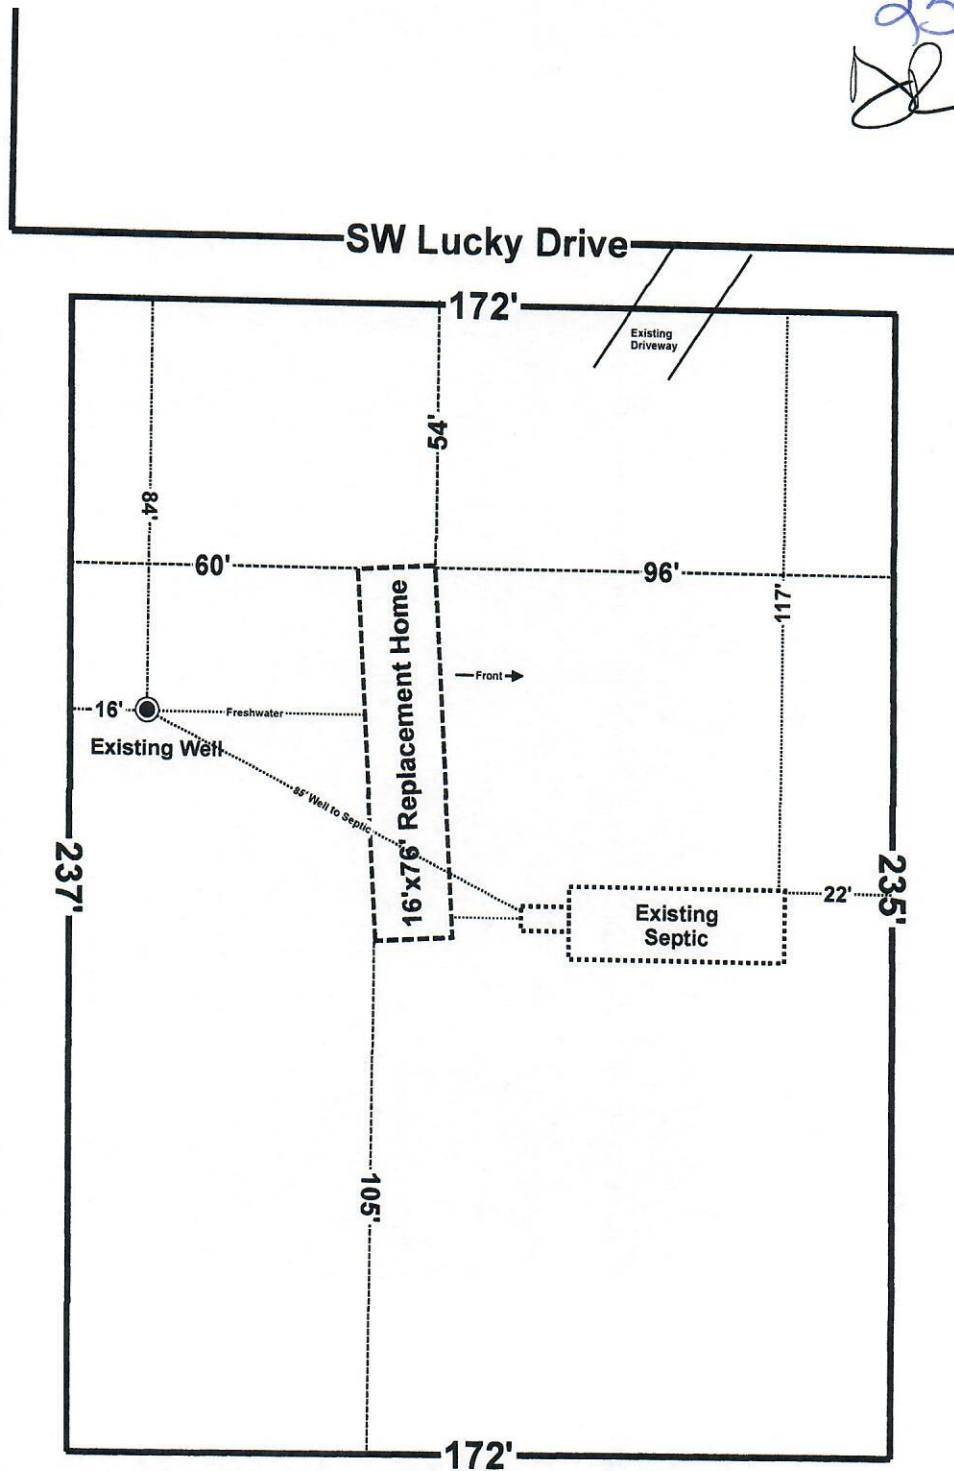 SW Lucky Drive
172'
Existing
Driveway
54'
84'
60'
96'
117'
16'x76' Replacement Home
Front
16'
Freshwater
Existing Well
85' Well to Septic
237'
235'
22'
Existing
Septic
105'
172'